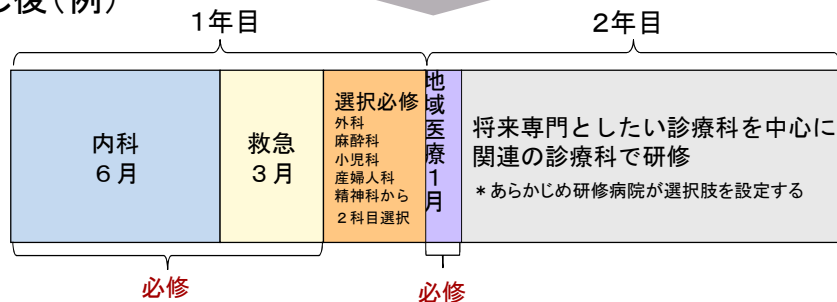 後（例）
1年目
2年目
内科
６月
救急
３月
選択必修
外科
麻酔科
小児科
産婦人科
精神科から
２科目選択
地域医療１月
将来専門としたい診療科を中心に
関連の診療科で研修
＊あらかじめ研修病院が選択肢を設定する
必修
必修